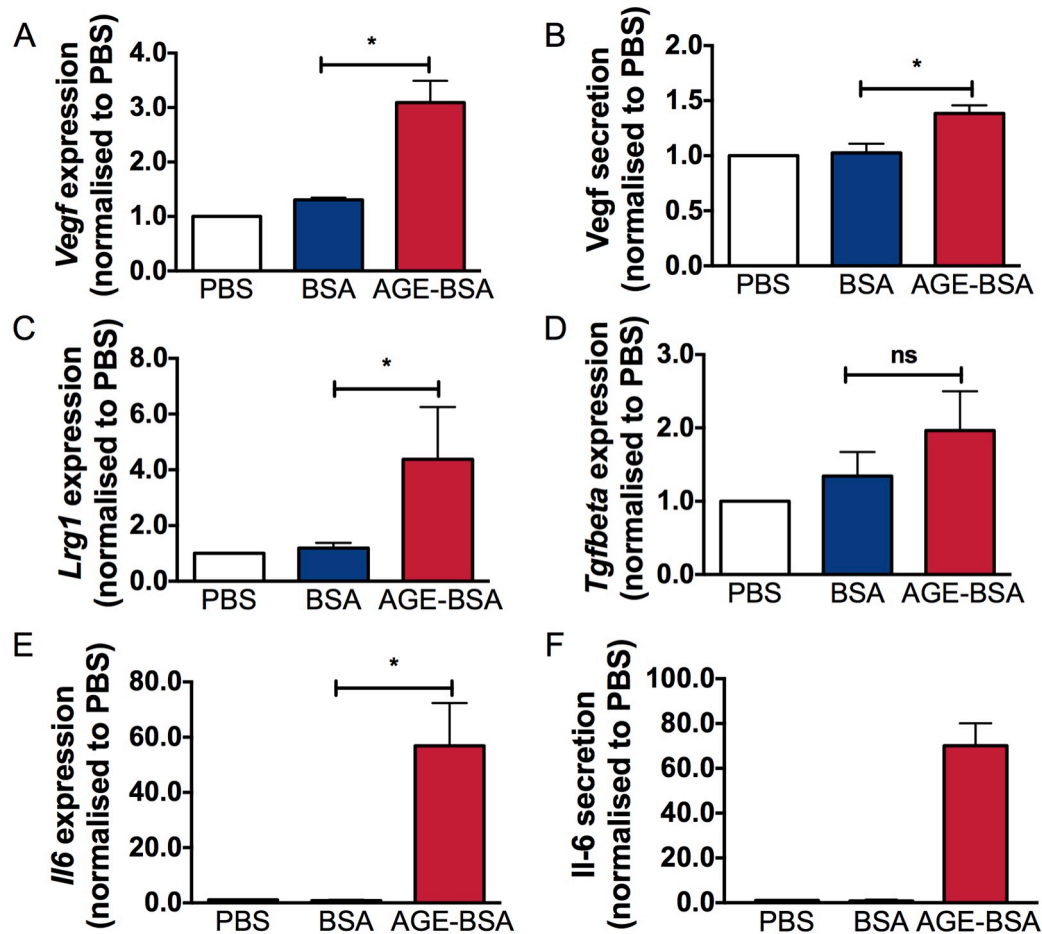 A
Vegf expression
(normalised to PBS)
4.0
3.0
2.0
1.0
0.0
*
PBS BSA AGE-BSA
B
Vegf secretion
(normalised to PBS)
2.0
1.5
1.0
0.5
0.0
*
PBS BSA AGE-BSA
C
Lrg1 expression
(normalised to PBS)
8.0
6.0
4.0
2.0
0.0
*
PBS BSA AGE-BSA
D
Tgfbeta expression
(normalised to PBS)
3.0
2.0
1.0
0.0
ns
PBS BSA AGE-BSA
E
Il6 expression
(normalised to PBS)
80.0
60.0
40.0
20.0
0.0
*
PBS BSA AGE-BSA
F
Il-6 secretion
(normalised to PBS)
100.0
80.0
60.0
40.0
20.0
0.0
PBS BSA AGE-BSA